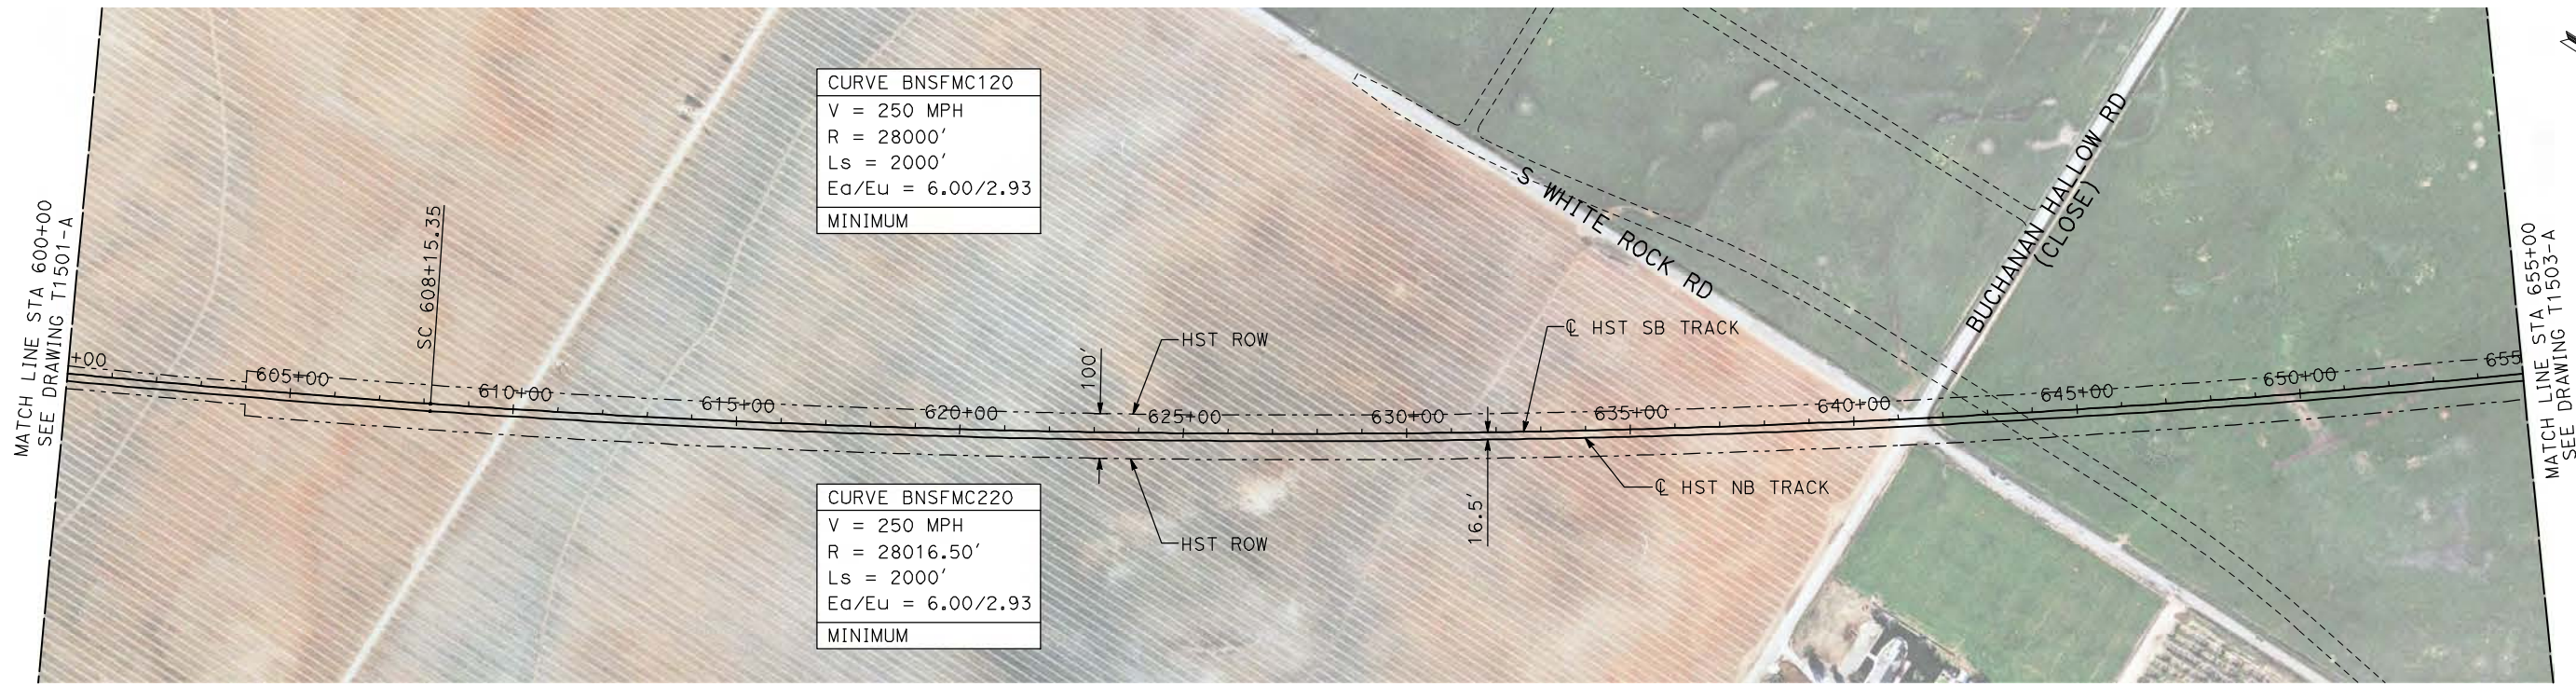 MATCH LINE STA 600+00
SEE DRAWING T1501-A
+00
605+00
SC 608+15.35
610+00
615+00
CURVE BNSFMC120
V = 250 MPH
R = 28000'
Ls = 2000'
Ea/Eu = 6.00/2.93
MINIMUM
CURVE BNSFMC220
V = 250 MPH
R = 28016.50'
Ls = 2000'
Ea/Eu = 6.00/2.93
MINIMUM
620+00
100'
HST ROW
625+00
HST ROW
630+00
16.5'
℄ HST SB TRACK
635+00
℄ HST NB TRACK
S WHITE ROCK RD
640+00
BUCHANAN HALLOW RD
(CLOSE)
645+00
650+00
655
MATCH LINE STA 655+00
SEE DRAWING T1503-A